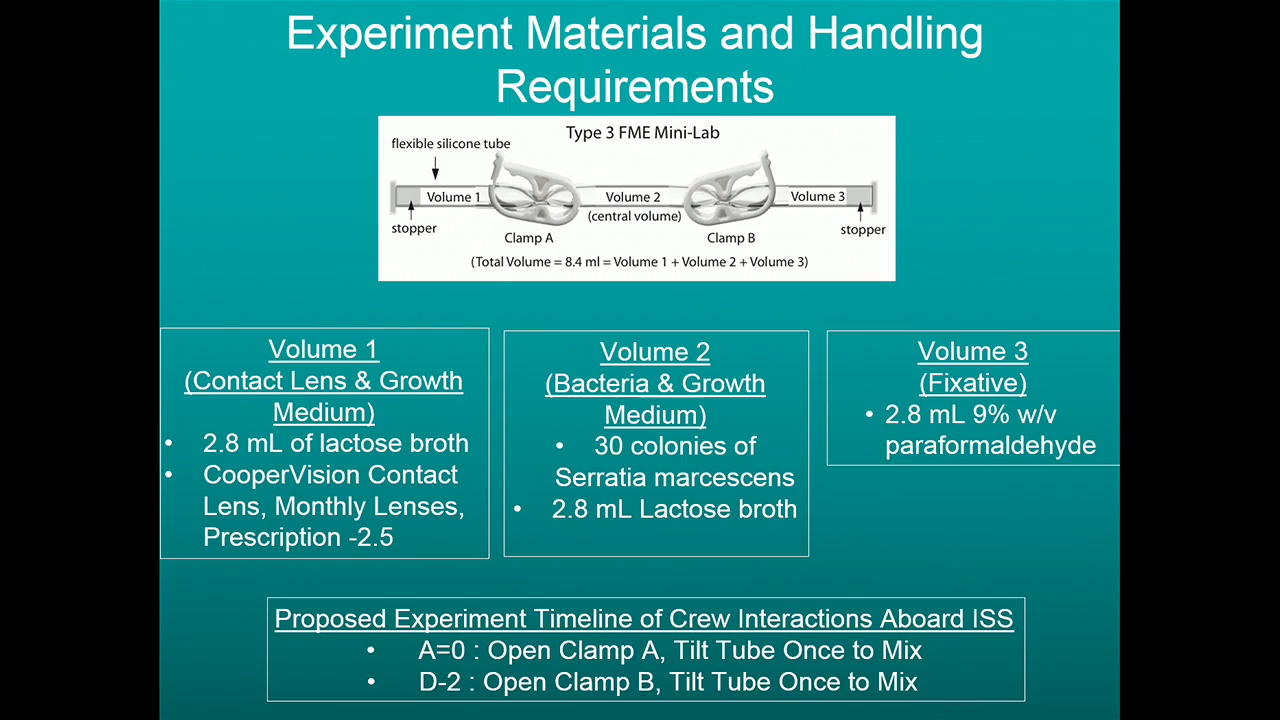 Experiment Materials and Handling
Requirements
Type 3 FME Mini-Lab
flexible silicone tube
Volume 1
Volume 2
Volume 3
(central volume)
stopper
stopper
Clamp A
Clamp B
(Total Volume = 8.4 ml = Volume 1 + Volume 2 + Volume 3)
Volume 1
(Contact Lens & Growth
Medium)
• 2.8 mL of lactose broth
• CooperVision Contact
Lens, Monthly Lenses,
Prescription -2.5
Volume 2
(Bacteria & Growth
Medium)
• 30 colonies of
Serratia marcescens
• 2.8 mL Lactose broth
Volume 3
(Fixative)
• 2.8 mL 9% w/v
paraformaldehyde
Proposed Experiment Timeline of Crew Interactions Aboard ISS
• A=0 : Open Clamp A, Tilt Tube Once to Mix
• D-2 : Open Clamp B, Tilt Tube Once to Mix